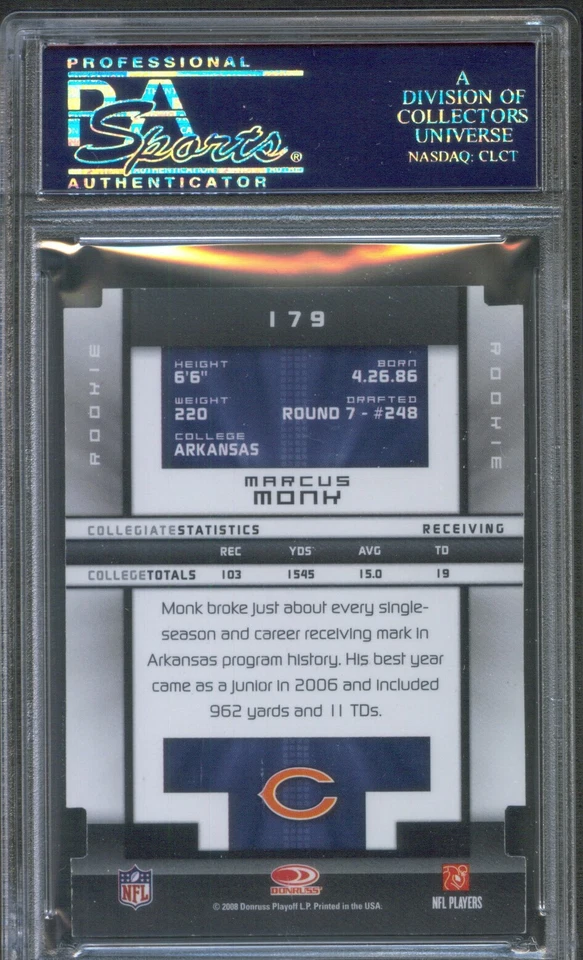 PROFESSIONAL
PSA
Sports®
AUTHENTICATOR
A
DIVISION OF
COLLECTORS
UNIVERSE
NASDAQ: CLCT
179
ROOKIE
ROOKIE
HEIGHT
6'6"
BORN
4.26.86
WEIGHT
220
DRAFTED
ROUND 7 - #248
COLLEGE
ARKANSAS
MARCUS
MONK
COLLEGIATESTATISTICS RECEIVING
REC YDS AVG TD
COLLEGETOTALS 103 1545 15.0 19
Monk broke just about every single-
season and career receiving mark in
Arkansas program history. His best year
came as a junior in 2006 and included
962 yards and 11 TDs.
C
NFL
DONRUSS
NFL PLAYERS
© 2008 Donruss Playoff L.P. Printed in the USA.